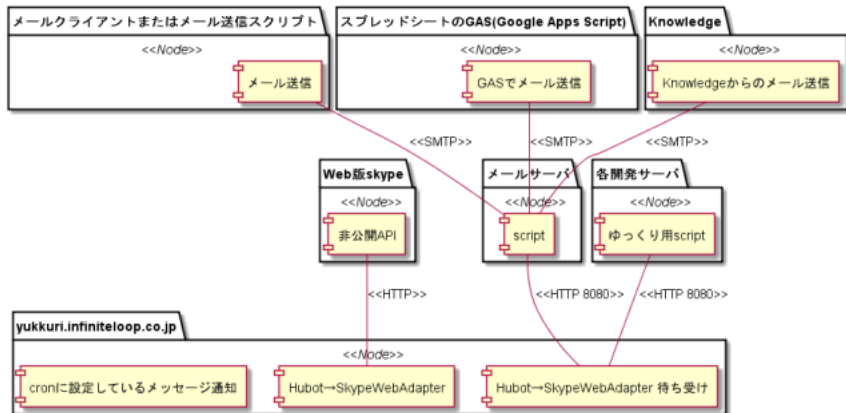 メールクライアントまたはメール送信スクリプト
<<Node>>
メール送信
スプレッドシートのGAS(Google Apps Script)
<<Node>>
GASでメール送信
Knowledge
<<Node>>
Knowledgeからのメール送信
<<SMTP>>
<<SMTP>>
<<SMTP>>
Web版skype
<<Node>>
非公開API
メールサーバ
<<Node>>
script
各開発サーバ
<<Node>>
ゆっくり用script
<<HTTP>>
<<HTTP 8080>>
<<HTTP 8080>>
yukkuri.infiniteloop.co.jp
<<Node>>
cronに設定しているメッセージ通知
Hubot→SkypeWebAdapter
Hubot→SkypeWebAdapter 待ち受け